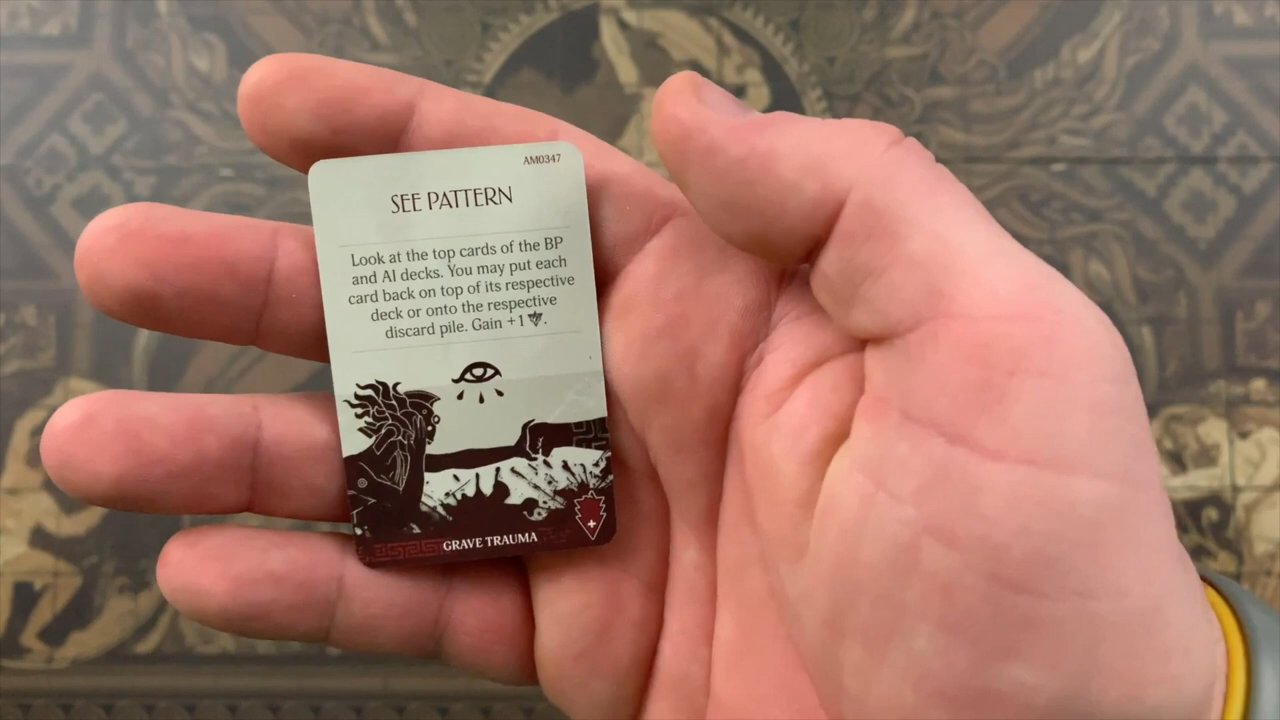 AM0347
SEE PATTERN
Look at the top cards of the BP
and AI decks. You may put each
card back on top of its respective
deck or onto the respective
discard pile. Gain +1 .
GRAVE TRAUMA